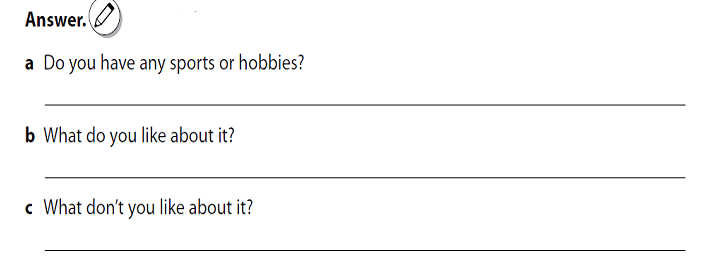 Answer.
a Do you have any sports or hobbies?
b What do you like about it?
c What don't you like about it?